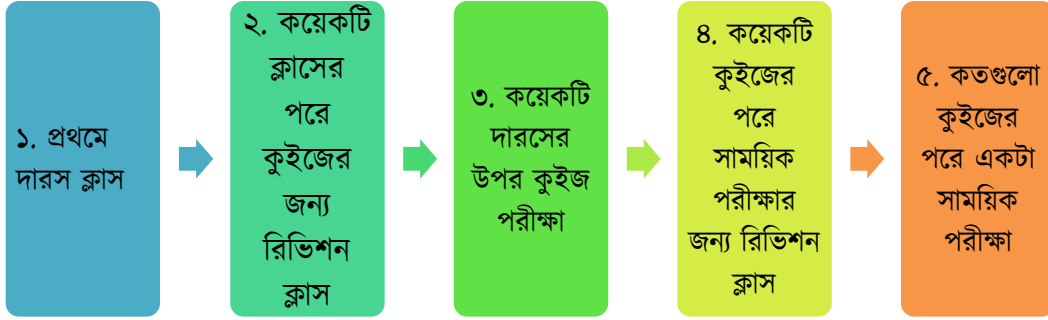 ১. প্রথমে
দারস ক্লাস
২. কয়েকটি
ক্লাসের
পরে
কুইজের
জন্য
রিভিশন
ক্লাস
৩. কয়েকটি
দারসের
উপর কুইজ
পরীক্ষা
৪. কয়েকটি
কুইজের
পরে
সাময়িক
পরীক্ষার
জন্য রিভিশন
ক্লাস
৫. কতগুলো
কুইজের
পরে একটা
সাময়িক
পরীক্ষা